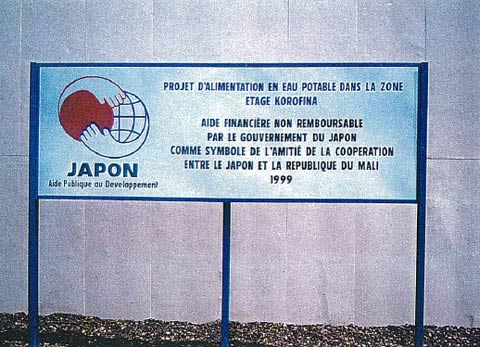 PROJET D'ALIMENTATION EN EAU POTABLE DANS LA ZONE
ETAGE KOROFINA
AIDE FINANCIÈRE NON REMBOURSABLE
PAR LE GOUVERNEMENT DU JAPON
COMME SYMBOLE DE L'AMITIÉ DE LA COOPERATION
ENTRE LE JAPON ET LA REPUBLIQUE DU MALI
1999
JAPON
Aide Publique au Developpement